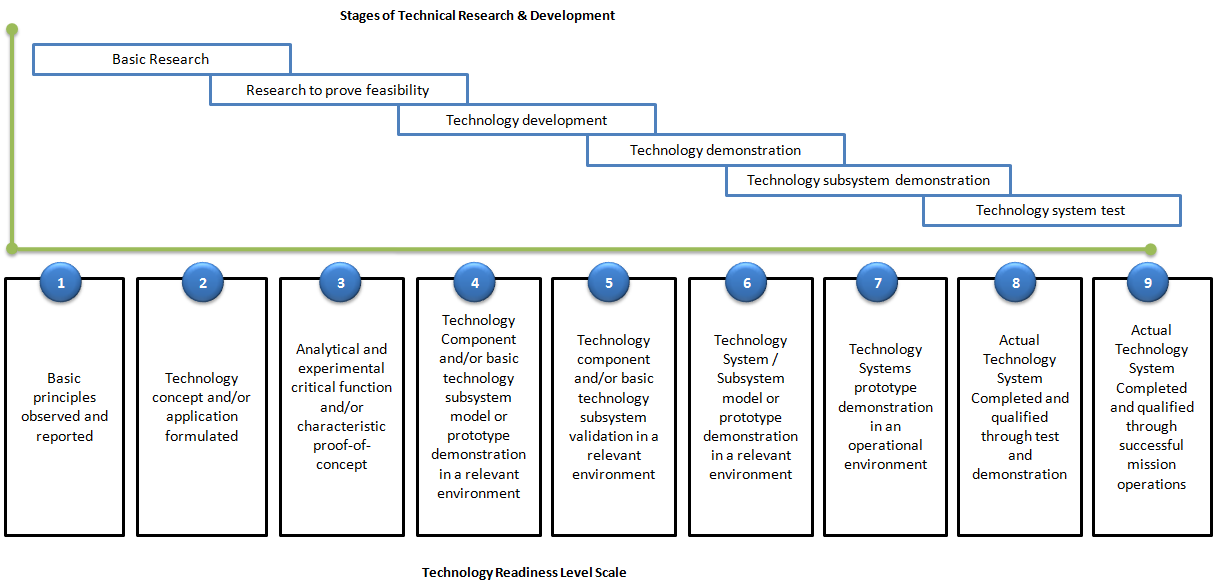 Stages of Technical Research & Development
Basic Research
Research to prove feasibility
Technology development
Technology demonstration
Technology subsystem demonstration
Technology system test
1
Basic
principles
observed and
reported
2
Technology
concept and/or
application
formulated
3
Analytical and
experimental
critical function
and/or
characteristic
proof-of-
concept
4
Technology
Component
and/or basic
technology
subsystem
model or
prototype
demonstration
in a relevant
environment
5
Technology
component
and/or basic
technology
subsystem
validation in a
relevant
environment
6
Technology
System /
Subsystem
model or
prototype
demonstration
in a relevant
environment
7
Technology
Systems
prototype
demonstration
in an
operational
environment
8
Actual
Technology
System
Completed and
qualified
through test
and
demonstration
9
Actual
Technology
System
Completed
and qualified
through
successful
mission
operations
Technology Readiness Level Scale